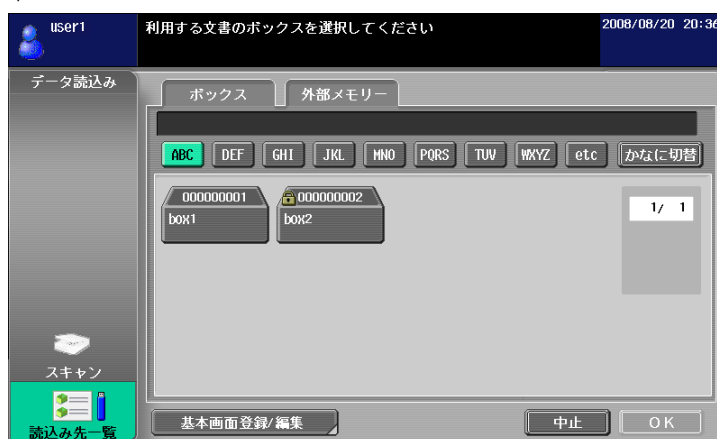 user1
利用する文書のボックスを選択してください
2008/08/20 20:36
データ読込み
ボックス
外部メモリー
ABC DEF GHI JKL MNO PQRS TUV WXYZ etc かなに切替
000000001
box1
000000002
box2
1/ 1
スキャン
読込み先一覧
基本画面登録/編集
中止
OK